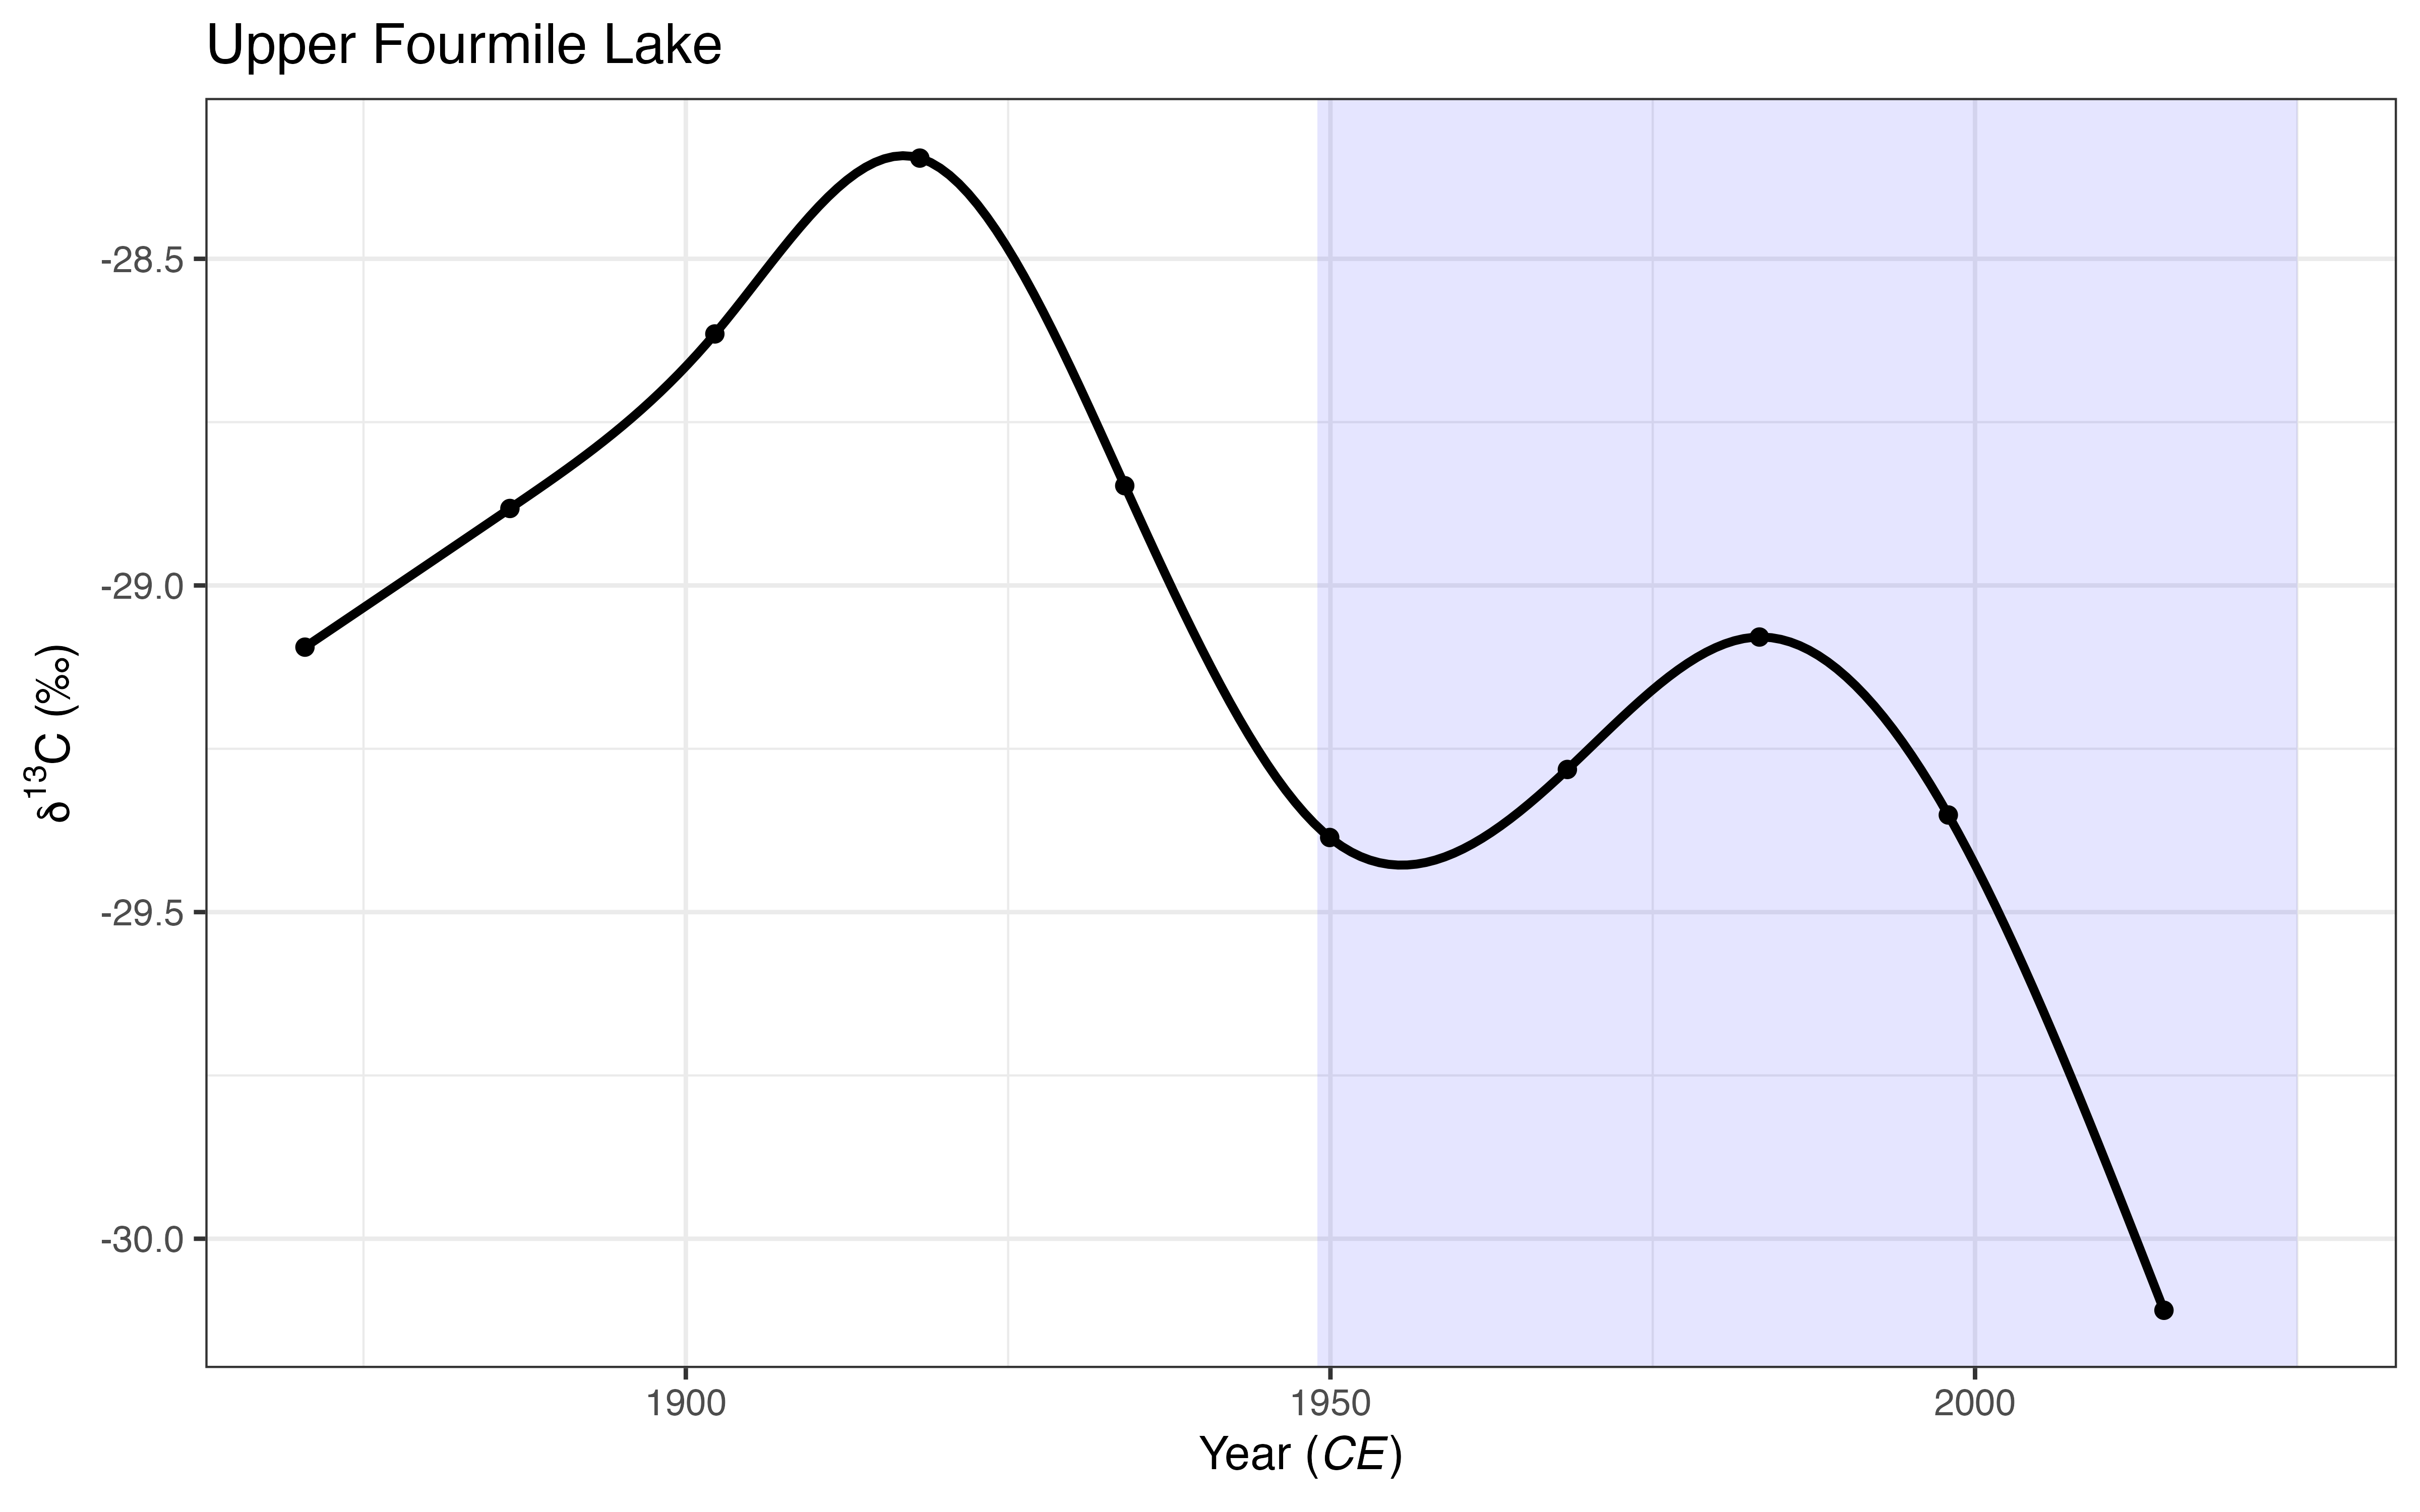 Upper Fourmile Lake
-28.5
-29.0
-29.5
-30.0
δ¹³C (‰)
1900 1950 2000
Year (CE)